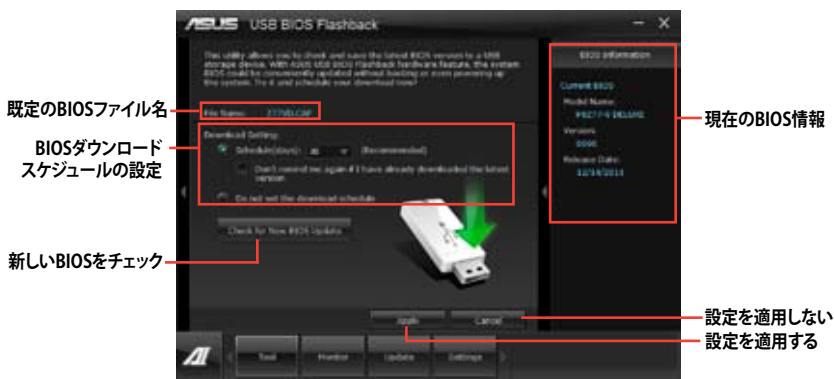 ASUS USB BIOS Flashback
This utility allows you to check and save the latest BIOS version to a USB
storage device. With ASUS USB BIOS Flashback hardware feature, the system
BIOS could be conveniently updated without booting or even powering up
the system. Try it and schedule your download now!
既定のBIOSファイル名
File Name: Z77VD.CAP
BIOSダウンロード
スケジュールの設定
Download Setting:
Schedule(days): (Recommended)
Don't remind me again if I have already downloaded the latest
version
Do not set the download schedule
新しいBIOSをチェック
Check for New BIOS Update
Apply
Cancel
BIOS Information
Current BIOS
Model Name:
P8Z77-V DELUXE
Version:
Release Date:
現在のBIOS情報
設定を適用しない
設定を適用する
AI
Tool
Monitor
Update
Settings